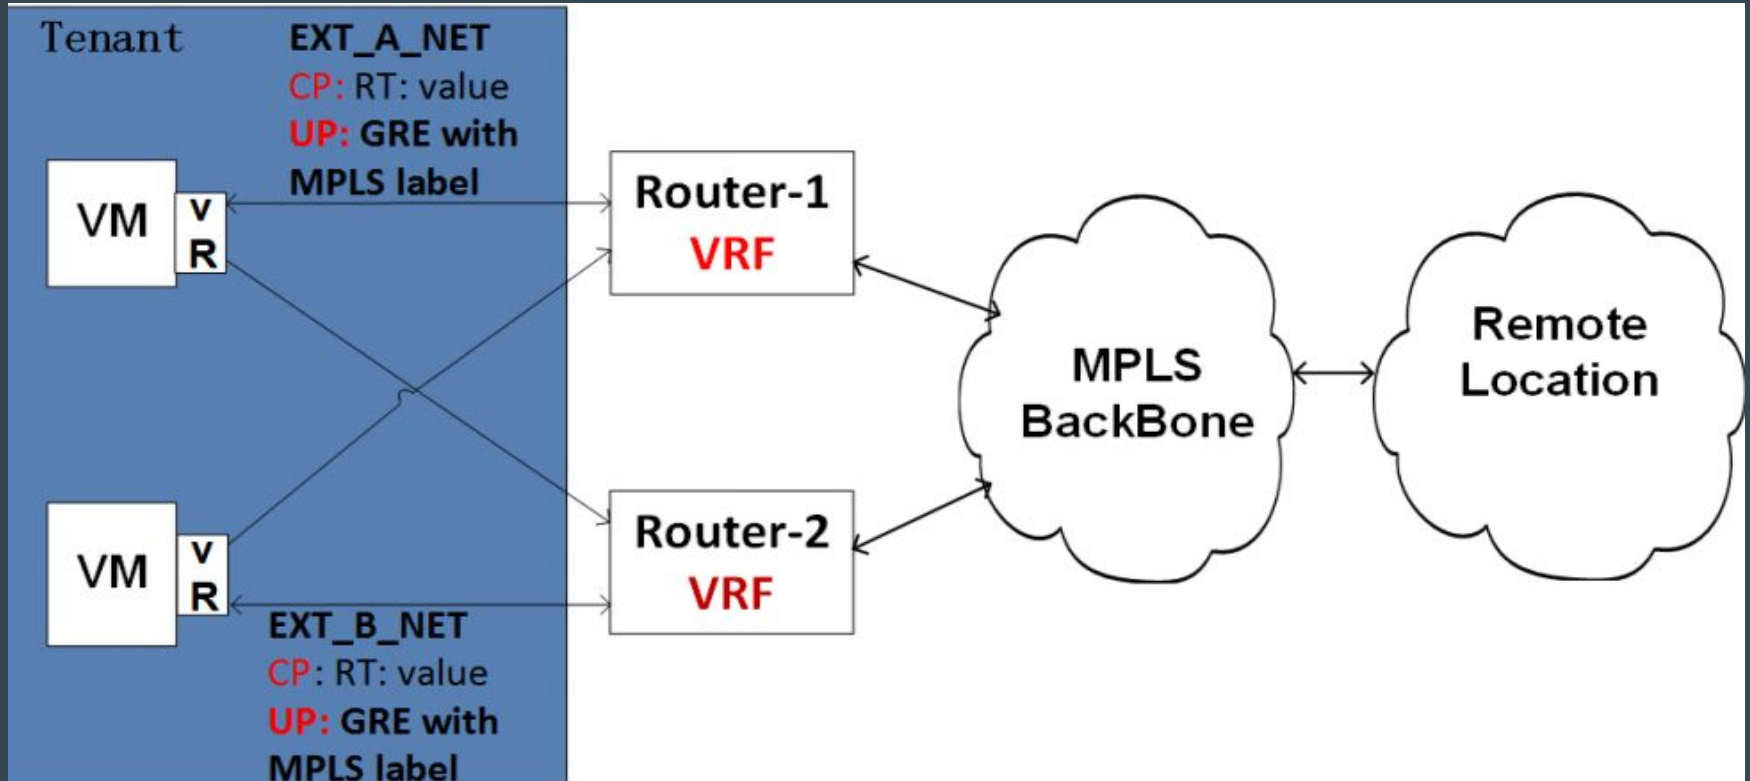 Tenant
EXT_A_NET
CP: RT: value
UP: GRE with
MPLS label
VM
V
R
Router-1
VRF
MPLS
BackBone
Remote
Location
VM
V
R
Router-2
VRF
EXT_B_NET
CP: RT: value
UP: GRE with
MPLS label